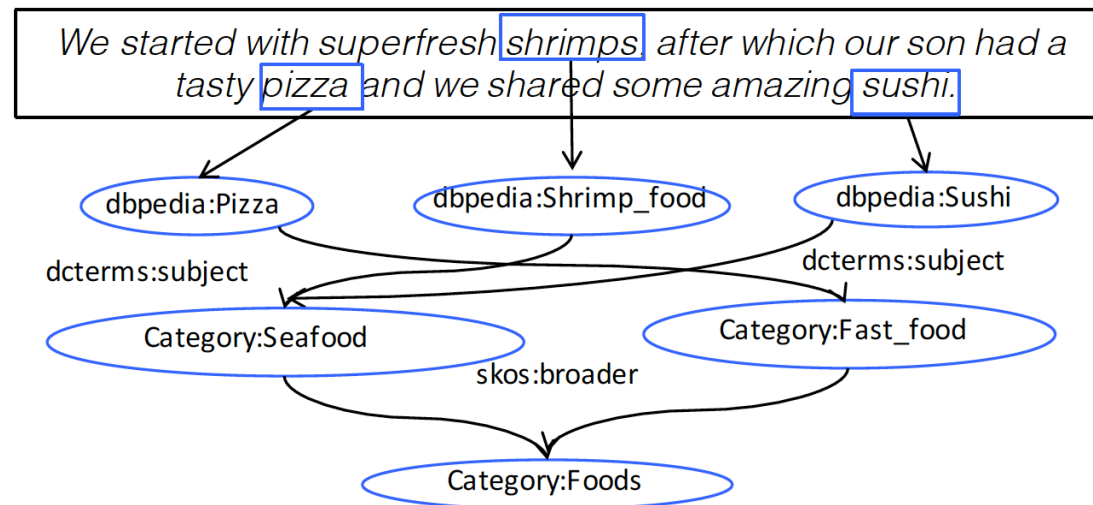 We started with superfresh shrimps, after which our son had a
tasty pizza and we shared some amazing sushi.
dbpedia:Pizza
dbpedia:Shrimp_food
dbpedia:Sushi
dcterms:subject
dcterms:subject
Category:Seafood
Category:Fast_food
skos:broader
Category:Foods